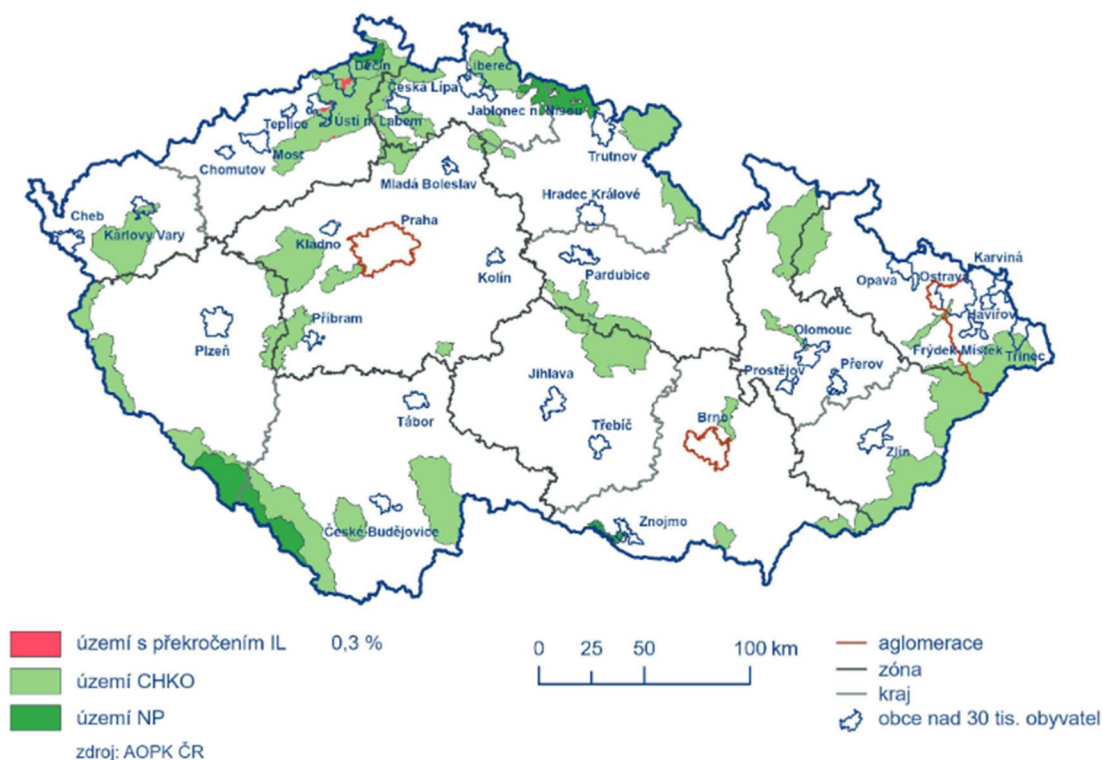 Děčín
Liberec
Česká Lípa
Jablonec n. Nisou
Teplice
Ústí n. Labem
Most
Chomutov
Trutnov
Mladá Boleslav
Hradec Králové
Cheb
Karlovy Vary
Praha
Kladno
Kolín
Pardubice
Karviná
Opava
Ostrava
Havířov
Příbram
Plzeň
Olomouc
Frýdek-Místek
Třinec
Prostějov
Přerov
Jihlava
Tábor
Třebíč
Brno
Zlín
České Budějovice
Znojmo
území s překročením IL 0,3 %
území CHKO
území NP
zdroj: AOPK ČR
0 25 50 100 km
aglomerace
zóna
kraj
obce nad 30 tis. obyvatel